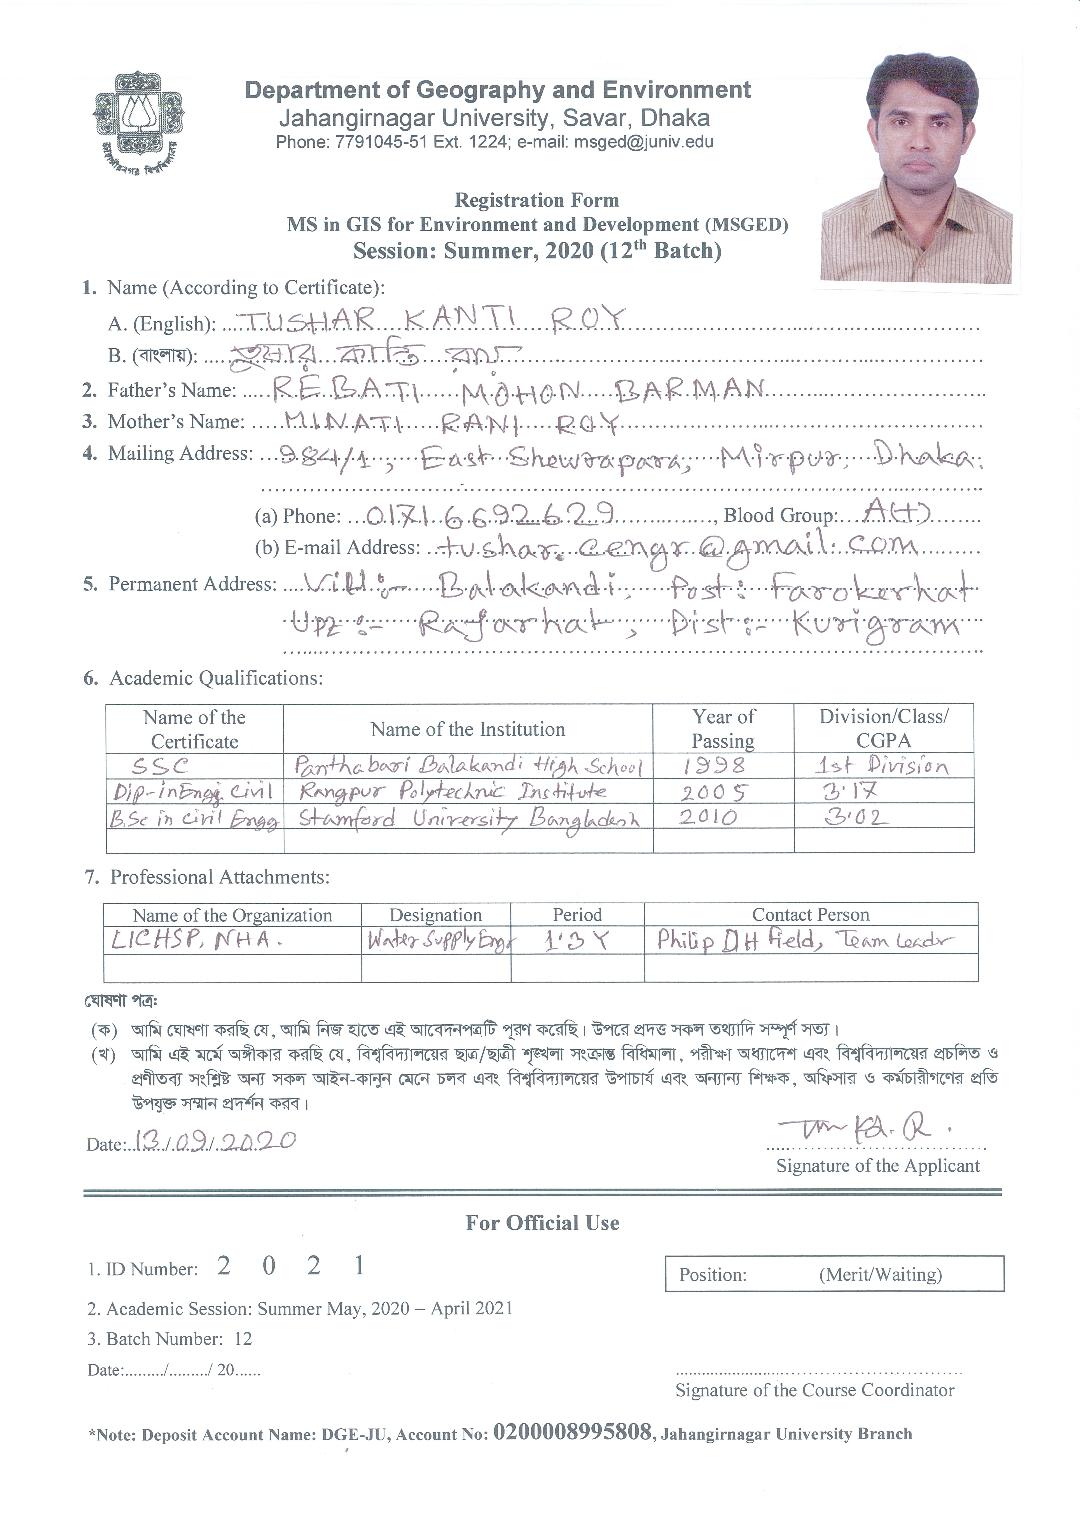 জাহাঙ্গীরনগর বিশ্ববিদ্যালয়
Department of Geography and Environment
Jahangirnagar University, Savar, Dhaka
Phone: 7791045-51 Ext. 1224; e-mail: msged@juniv.edu
Registration Form
MS in GIS for Environment and Development (MSGED)
Session: Summer, 2020 (12th Batch)
1. Name (According to Certificate):
A. (English): TUSHAR KANTI ROY
B. (বাংলায়): তুষার কান্তি রায়
2. Father's Name: REBATI MOHON BARMAN
3. Mother's Name: MINATI RANI ROY
4. Mailing Address: 984/1, East Shewrapara, Mirpur, Dhaka.
(a) Phone: 01716692629, Blood Group: A(+)
(b) E-mail Address: tushar.cengr@gmail.com
5. Permanent Address: Vill:- Balakandi, Post: Farokerhat
Upz:- Rajarhat, Dist:- Kurigram
6. Academic Qualifications:
Name of the Certificate Name of the Institution Year of Passing Division/Class/ CGPA
SSC Panthabari Balakandi High School 1998 1st Division
Dip-in Engg. Civil Rangpur Polytechnic Institute 2005 3.17
B.Sc in Civil Engg Stamford University Bangladesh 2010 3.02
7. Professional Attachments:
Name of the Organization Designation Period Contact Person
LICHSP, NHA. Water Supply Engr 1.3 Y Philip DH Field, Team Leadr
ঘোষণা পত্র:
(ক) আমি ঘোষণা করছি যে, আমি নিজ হাতে এই আবেদনপত্রটি পূরণ করেছি। উপরে প্রদত্ত সকল তথ্যাদি সম্পূর্ণ সত্য।
(খ) আমি এই মর্মে অঙ্গীকার করছি যে, বিশ্ববিদ্যালয়ের ছাত্র/ছাত্রী শৃঙ্খলা সংক্রান্ত বিধিমালা, পরীক্ষা অধ্যাদেশ এবং বিশ্ববিদ্যালয়ের প্রচলিত ও
প্রণীতব্য সংশ্লিষ্ট অন্য সকল আইন-কানুন মেনে চলব এবং বিশ্ববিদ্যালয়ের উপাচার্য এবং অন্যান্য শিক্ষক, অফিসার ও কর্মচারীগণের প্রতি
উপযুক্ত সম্মান প্রদর্শন করব।
Date: 13/09/2020
Signature of the Applicant
For Official Use
1. ID Number: 2 0 2 1
Position: (Merit/Waiting)
2. Academic Session: Summer May, 2020 – April 2021
3. Batch Number: 12
Date:........./........./ 20......
Signature of the Course Coordinator
*Note: Deposit Account Name: DGE-JU, Account No: 0200008995808, Jahangirnagar University Branch